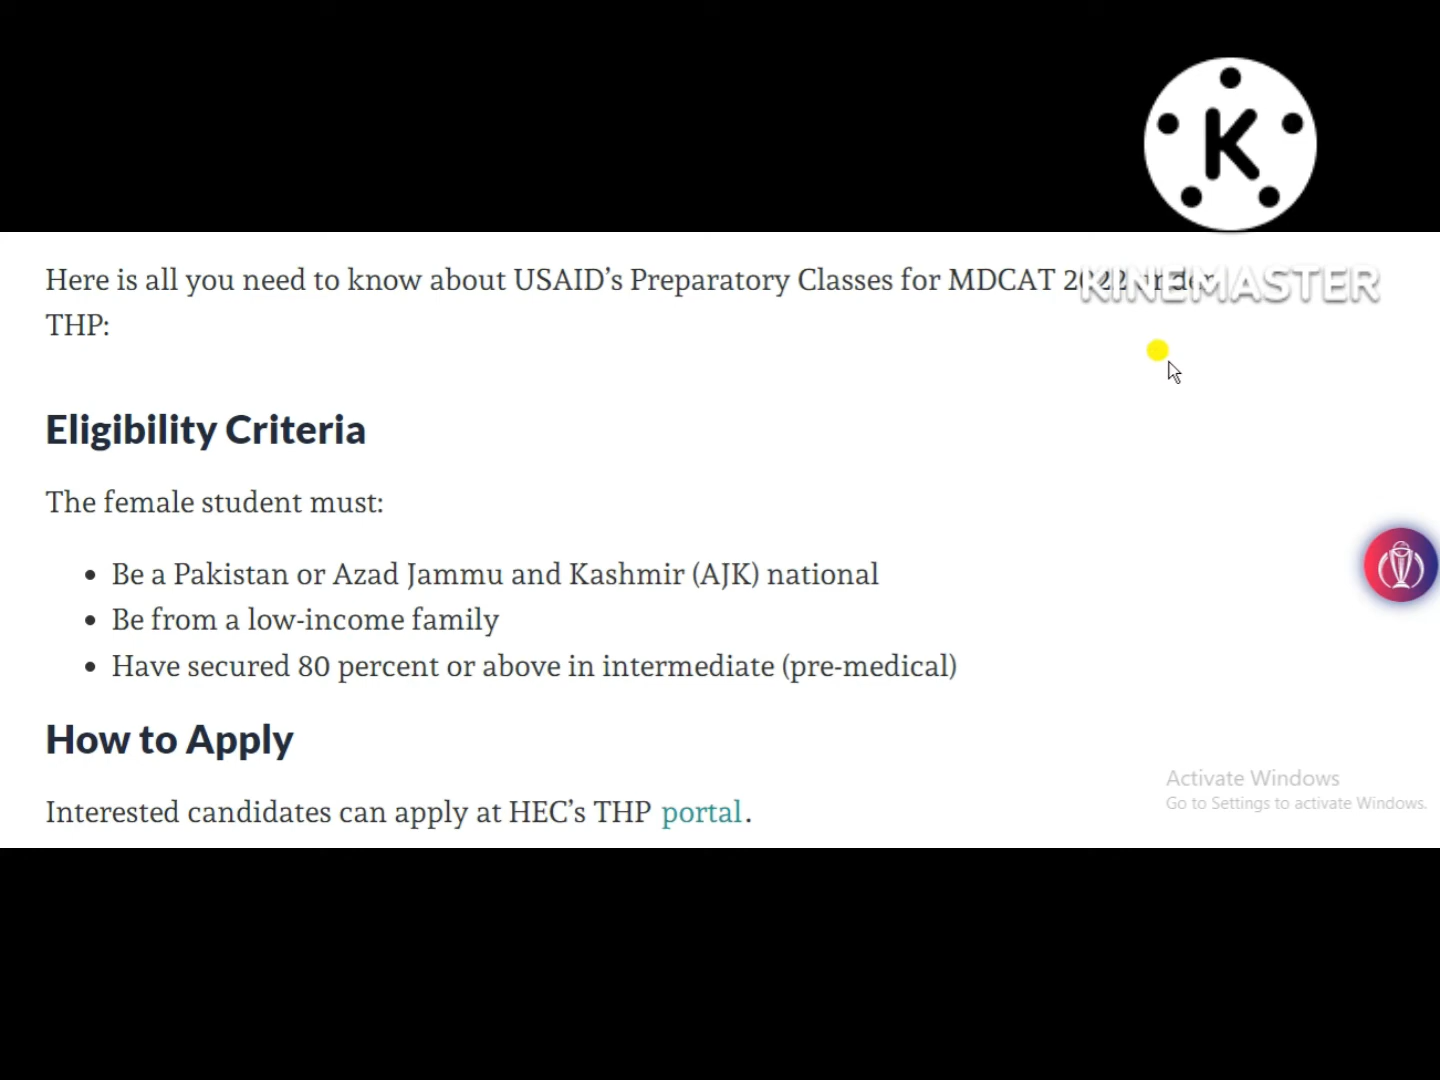 K
KINEMASTER
Here is all you need to know about USAID’s Preparatory Classes for MDCAT 2022 under
THP:
Eligibility Criteria
The female student must:
• Be a Pakistan or Azad Jammu and Kashmir (AJK) national
• Be from a low-income family
• Have secured 80 percent or above in intermediate (pre-medical)
How to Apply
Interested candidates can apply at HEC’s THP portal.
Activate Windows
Go to Settings to activate Windows.